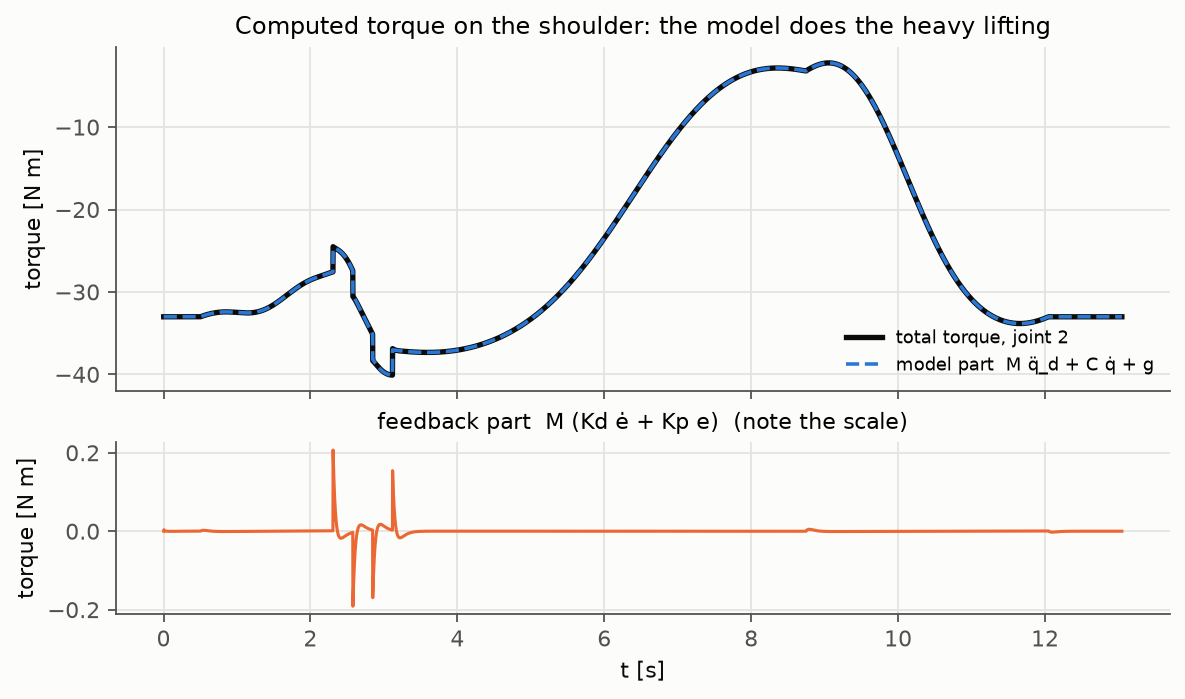 Computed torque on the shoulder: the model does the heavy lifting
torque [N m]
−10
−20
−30
−40
total torque, joint 2
model part  M q̈_d + C q̇ + g
feedback part  M (Kd ė + Kp e)  (note the scale)
torque [N m]
0.2
0.0
−0.2
0 2 4 6 8 10 12
t [s]